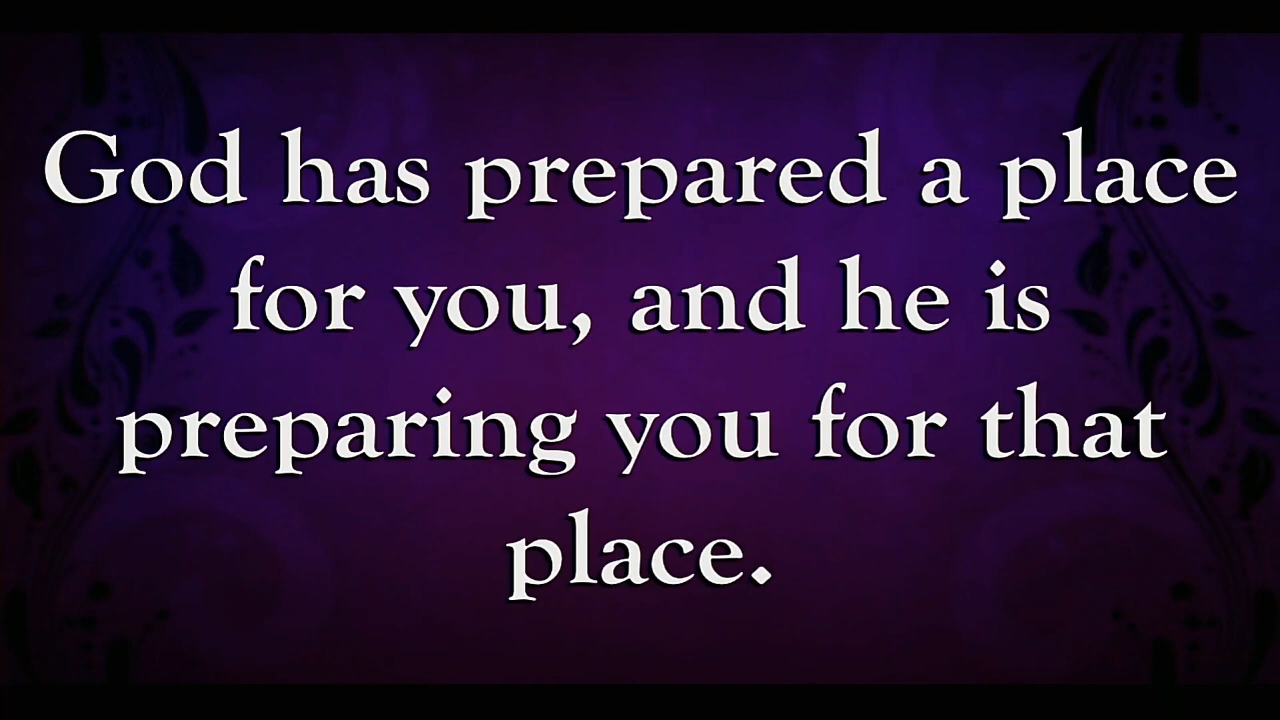 God has prepared a place
for you, and he is
preparing you for that
place.